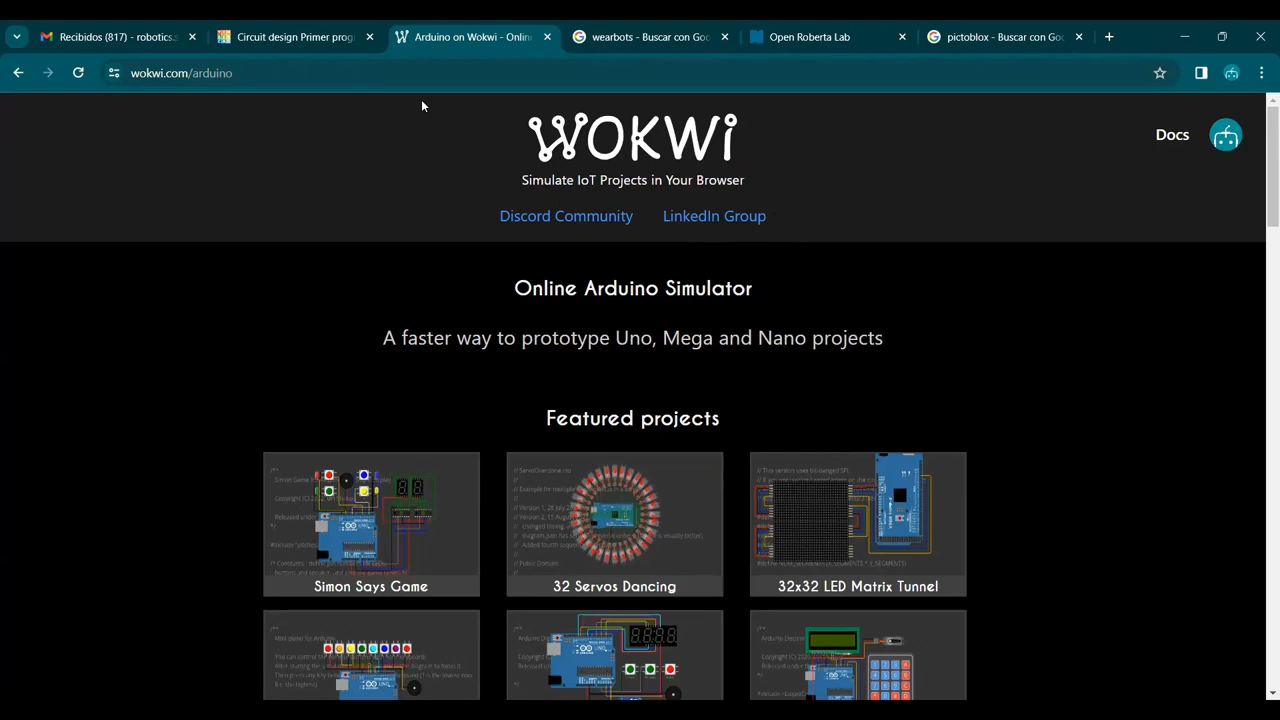 Recibidos (817) - robotics.s
Circuit design Primer prog
Arduino on Wokwi - Onlin
wearbots - Buscar con Goo
Open Roberta Lab
pictoblox - Buscar con Go
wokwi.com/arduino
WOKWi
Simulate IoT Projects in Your Browser
Docs
Discord Community
LinkedIn Group
Online Arduino Simulator
A faster way to prototype Uno, Mega and Nano projects
Featured projects
Simon Says Game
32 Servos Dancing
32x32 LED Matrix Tunnel